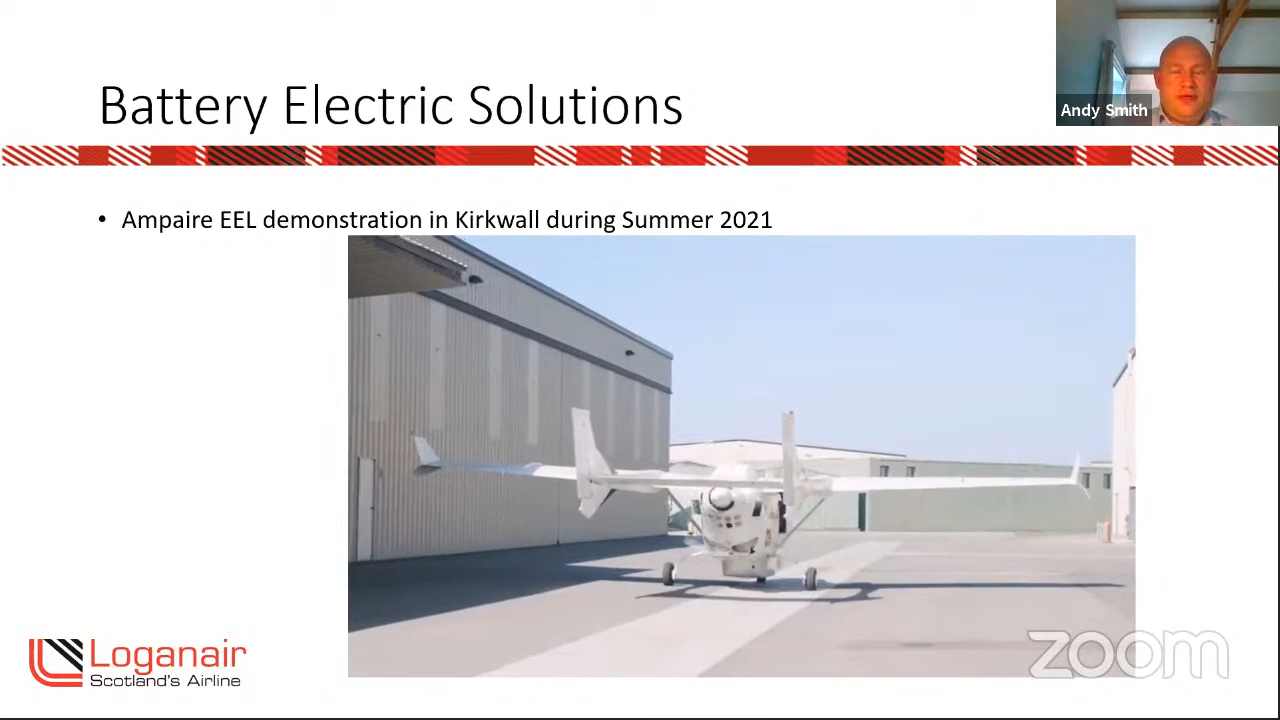 Battery Electric Solutions
Andy Smith
• Ampaire EEL demonstration in Kirkwall during Summer 2021
Loganair
Scotland's Airline
zoom